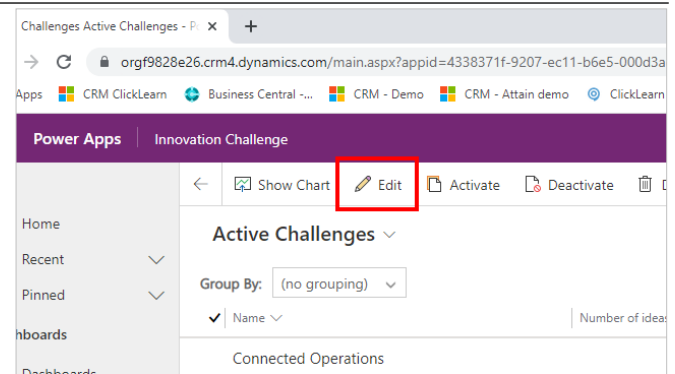 Challenges Active Challenges - P
orgf9828e26.crm4.dynamics.com/main.aspx?appid=4338371f-9207-ec11-b6e5-000d3a
Apps CRM ClickLearn Business Central -... CRM - Demo CRM - Attain demo ClickLearn
Power Apps Innovation Challenge
Show Chart Edit Activate Deactivate
Home
Active Challenges
Recent
Group By: (no grouping)
Pinned
Name Number of ideas
hboards
Connected Operations
Dashboards